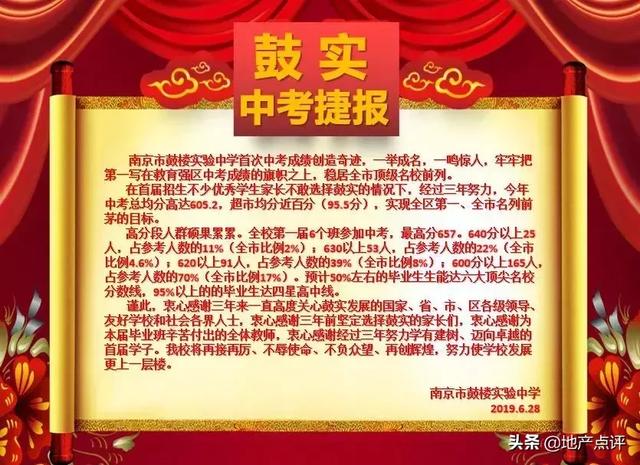 鼓实
中考捷报
南京市鼓楼实验中学首次中考成绩创造奇迹，一举成名，一鸣惊人，牢牢把
第一写在教育强区中考成绩的旗帜之上，稳居全市顶级名校前列。
在首届招生不少优秀学生家长不敢选择鼓实的情况下，经过三年努力，今年
中考总均分高达605.2，超市均分近百分（95.5分），实现全区第一、全市名列前
茅的目标。
高分段人群硕果累累。全校第一届6个班参加中考，最高分657。640分以上25
人，占参考人数的11%（全市比例2%）；630以上53人，占参考人数的22%（全市
比例4.6%）；620以上91人，占参考人数的39%（全市比例8%）；600分以上165人，
占参考人数的70%（全市比例17%）。预计50%左右的毕业生生能达六大顶尖名校
分数线，95%以上的的毕业生达四星高中线。
谨此，衷心感谢三年来一直高度关心鼓实发展的国家、省、市、区各级领导、
友好学校和社会各界人士，衷心感谢三年前坚定选择鼓实的家长们，衷心感谢为
本届毕业班辛苦付出的全体教师，衷心感谢经过三年努力学有建树、迈向卓越的
首届学子。我校将再接再厉、不辱使命、不负众望、再创辉煌，努力使学校发展
更上一层楼。
南京市鼓楼实验中学
2019.6.28
头条@地产点评